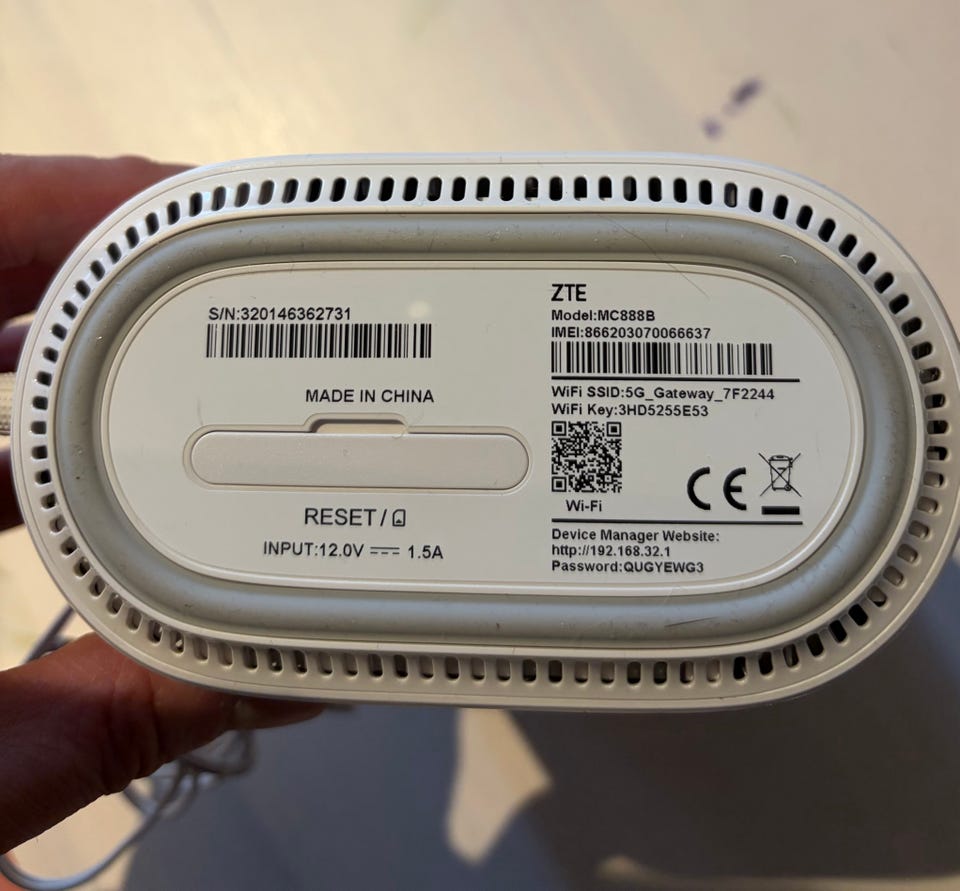 S/N:320146362731
MADE IN CHINA
RESET /
INPUT:12.0V 1.5A
ZTE
Model:MC888B
IMEI:866203070066637
WiFi SSID:5G_Gateway_7F2244
WiFi Key:3HD5255E53
Wi-Fi
CE
Device Manager Website:
http://192.168.32.1
Password:QUGYEWG3